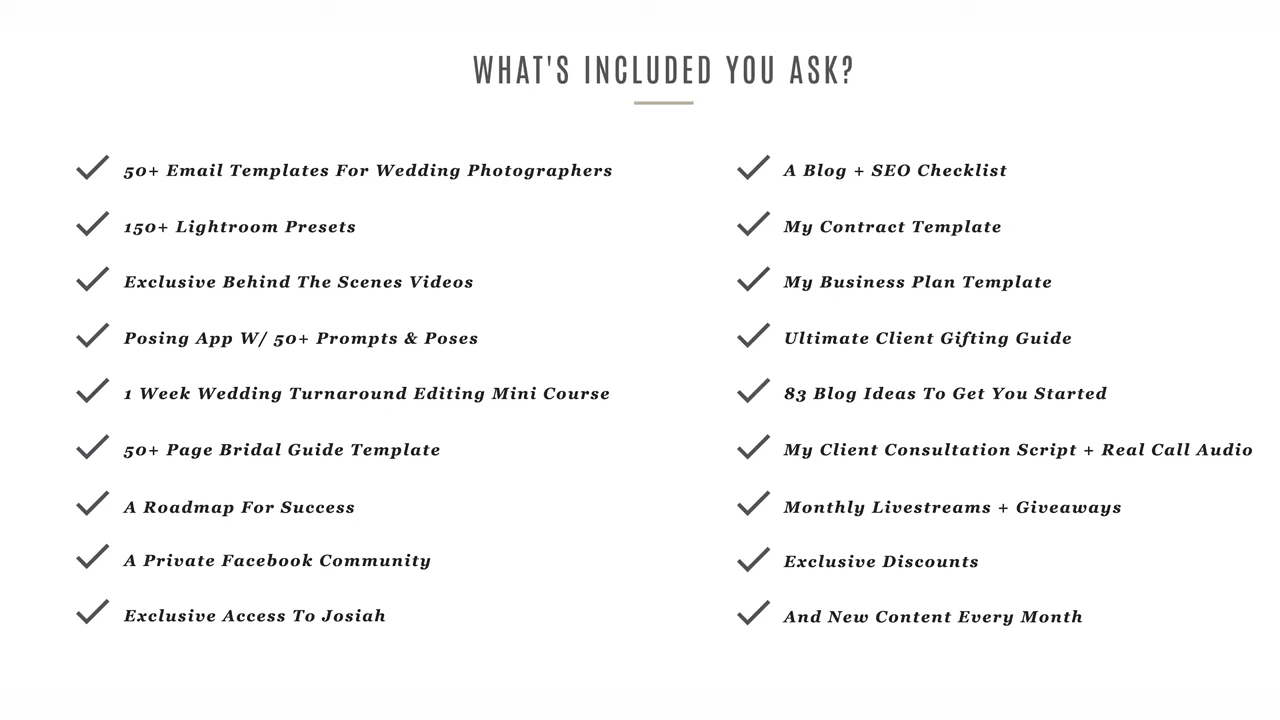 WHAT'S INCLUDED YOU ASK?
50+ Email Templates For Wedding Photographers
150+ Lightroom Presets
Exclusive Behind The Scenes Videos
Posing App W/ 50+ Prompts & Poses
1 Week Wedding Turnaround Editing Mini Course
50+ Page Bridal Guide Template
A Roadmap For Success
A Private Facebook Community
Exclusive Access To Josiah
A Blog + SEO Checklist
My Contract Template
My Business Plan Template
Ultimate Client Gifting Guide
83 Blog Ideas To Get You Started
My Client Consultation Script + Real Call Audio
Monthly Livestreams + Giveaways
Exclusive Discounts
And New Content Every Month